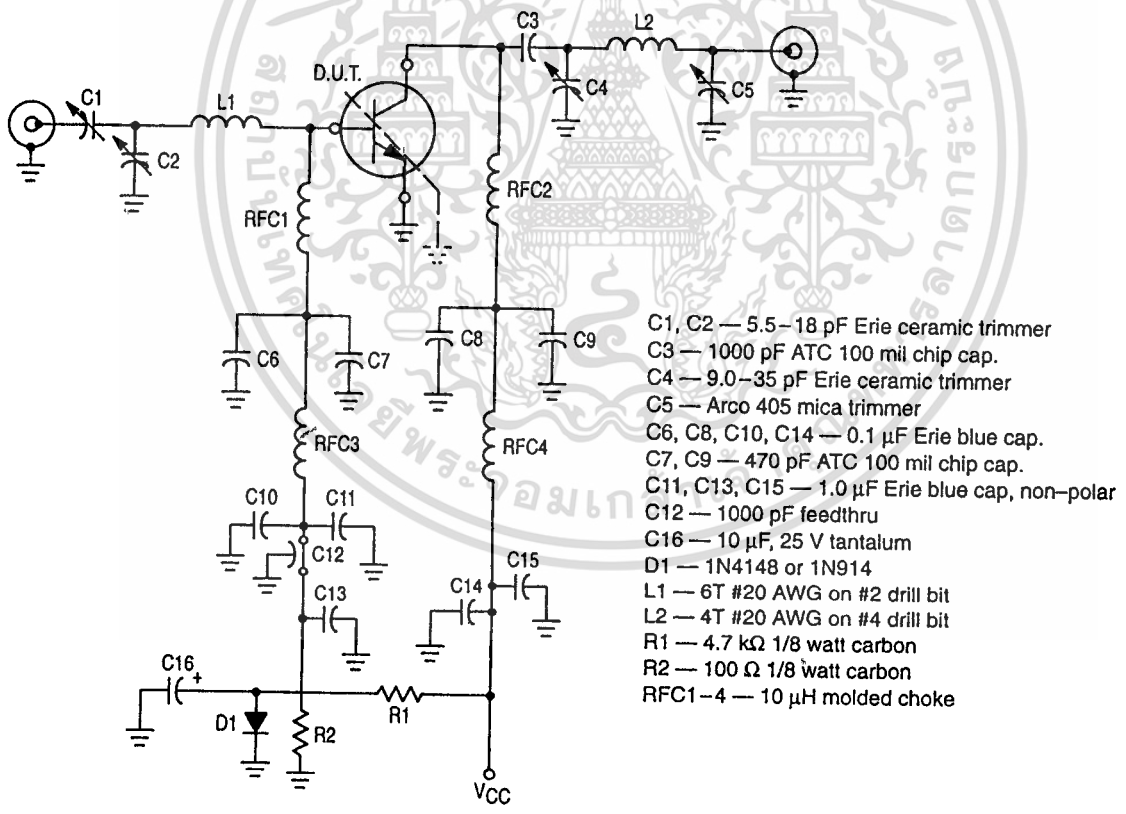 C3
L2
D.U.T.
C1
L1
C4
C5
C2
RFC1
RFC2
C6
C7
C8
C9
RFC3
RFC4
C10
C11
C12
C13
C14
C15
C16
+
D1
R2
R1
VCC
C1, C2 — 5.5–18 pF Erie ceramic trimmer
C3 — 1000 pF ATC 100 mil chip cap.
C4 — 9.0–35 pF Erie ceramic trimmer
C5 — Arco 405 mica trimmer
C6, C8, C10, C14 — 0.1 µF Erie blue cap.
C7, C9 — 470 pF ATC 100 mil chip cap.
C11, C13, C15 — 1.0 µF Erie blue cap, non–polar
C12 — 1000 pF feedthru
C16 — 10 µF, 25 V tantalum
D1 — 1N4148 or 1N914
L1 — 6T #20 AWG on #2 drill bit
L2 — 4T #20 AWG on #4 drill bit
R1 — 4.7 kΩ 1/8 watt carbon
R2 — 100 Ω 1/8 watt carbon
RFC1–4 — 10 µH molded choke